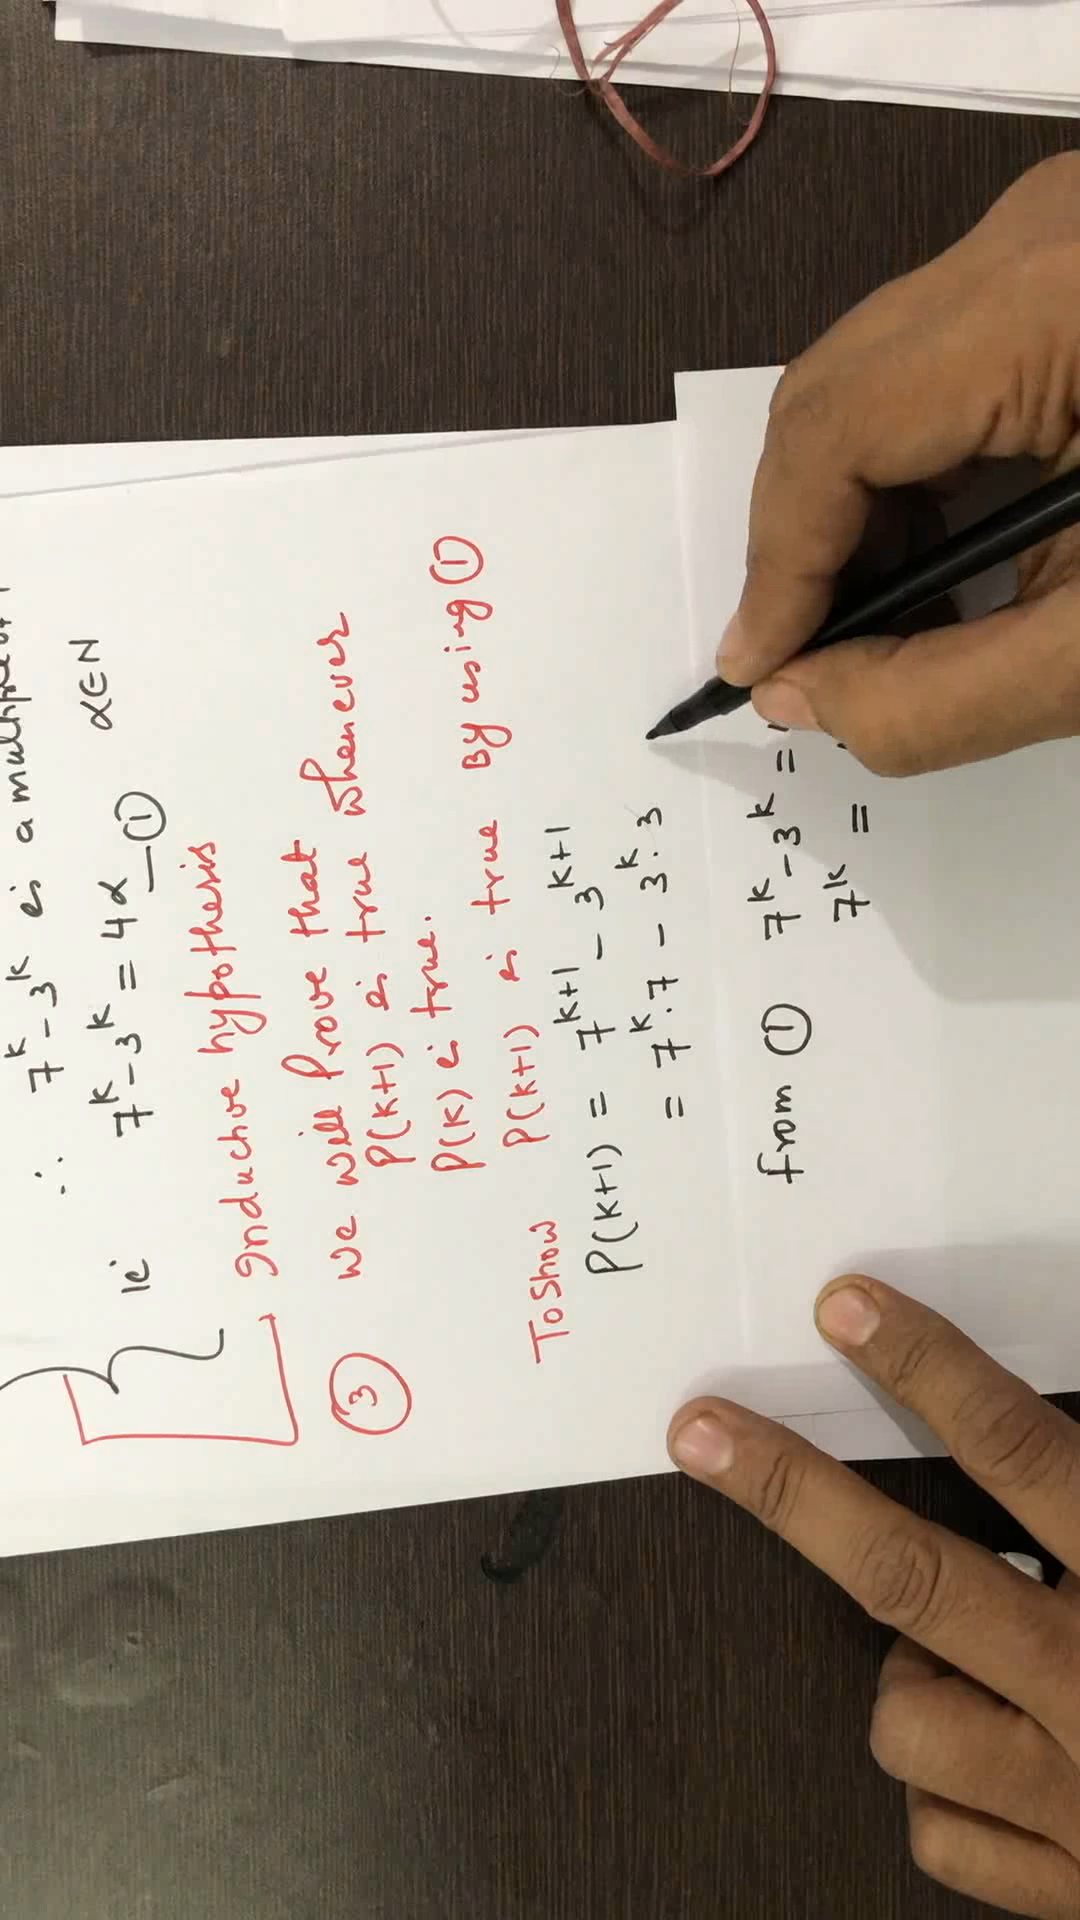 7^k - 3^k is a multiple
∴
ie 7^k - 3^k = 4α — ① α∈N
Inductive hypothesis
③ we will Prove that
P(k+1) is true whenever
P(k) is true.
To Show P(k+1) is true By using ①
P(k+1) = 7^{k+1} - 3^{k+1}
= 7^k.7 - 3^k.3
from ① 7^k - 3^k =
7^k =